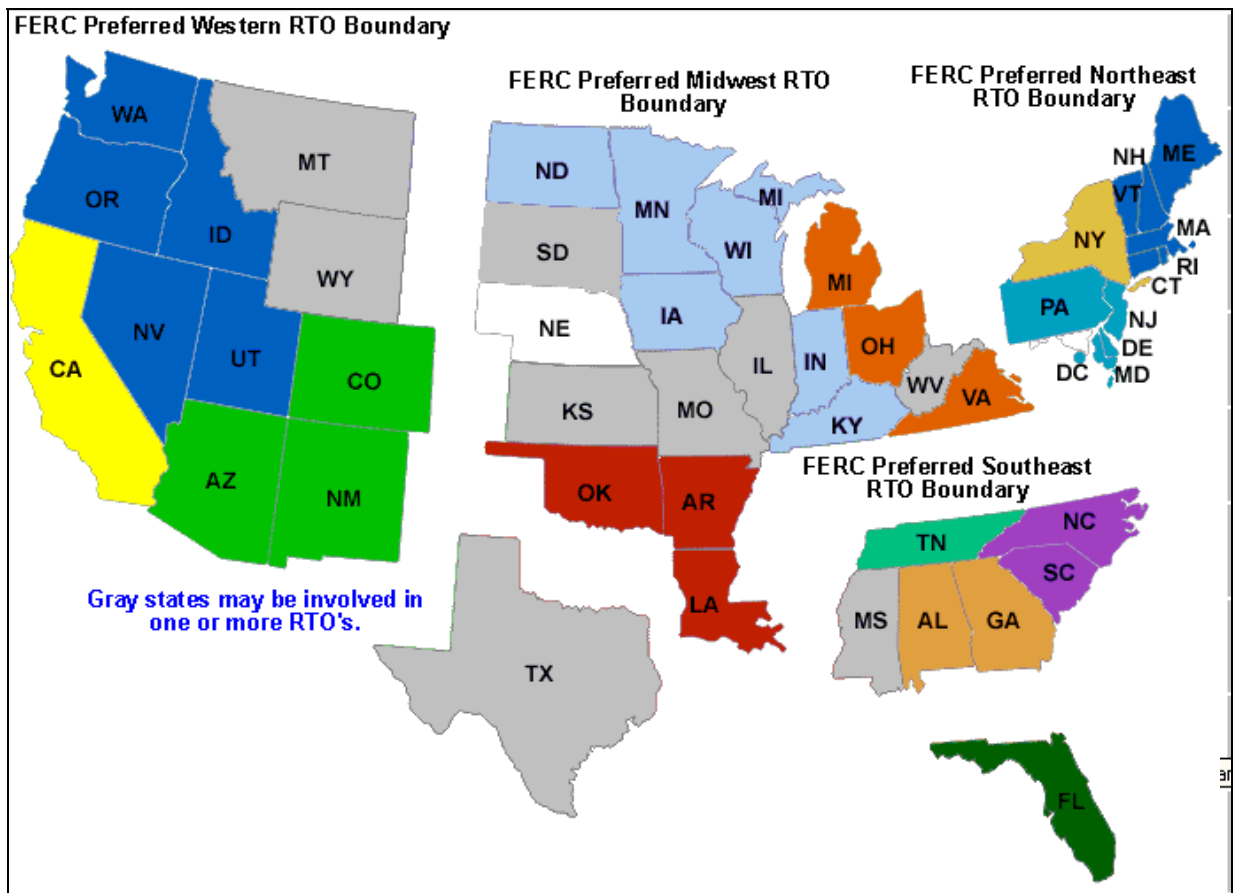 FERC Preferred Western RTO Boundary
FERC Preferred Midwest RTO
Boundary
FERC Preferred Northeast
RTO Boundary
WA
MT
OR
ID
WY
NV
UT
CA
CO
AZ
NM
ND
MN
MI
WI
SD
MI
IA
NE
IL
IN
OH
WV
VA
KS
MO
KY
OK
AR
LA
TX
NH
ME
VT
NY
MA
RI
CT
PA
NJ
DE
DC
MD
FERC Preferred Southeast
RTO Boundary
NC
TN
SC
MS
AL
GA
FL
Gray states may be involved in
one or more RTO's.